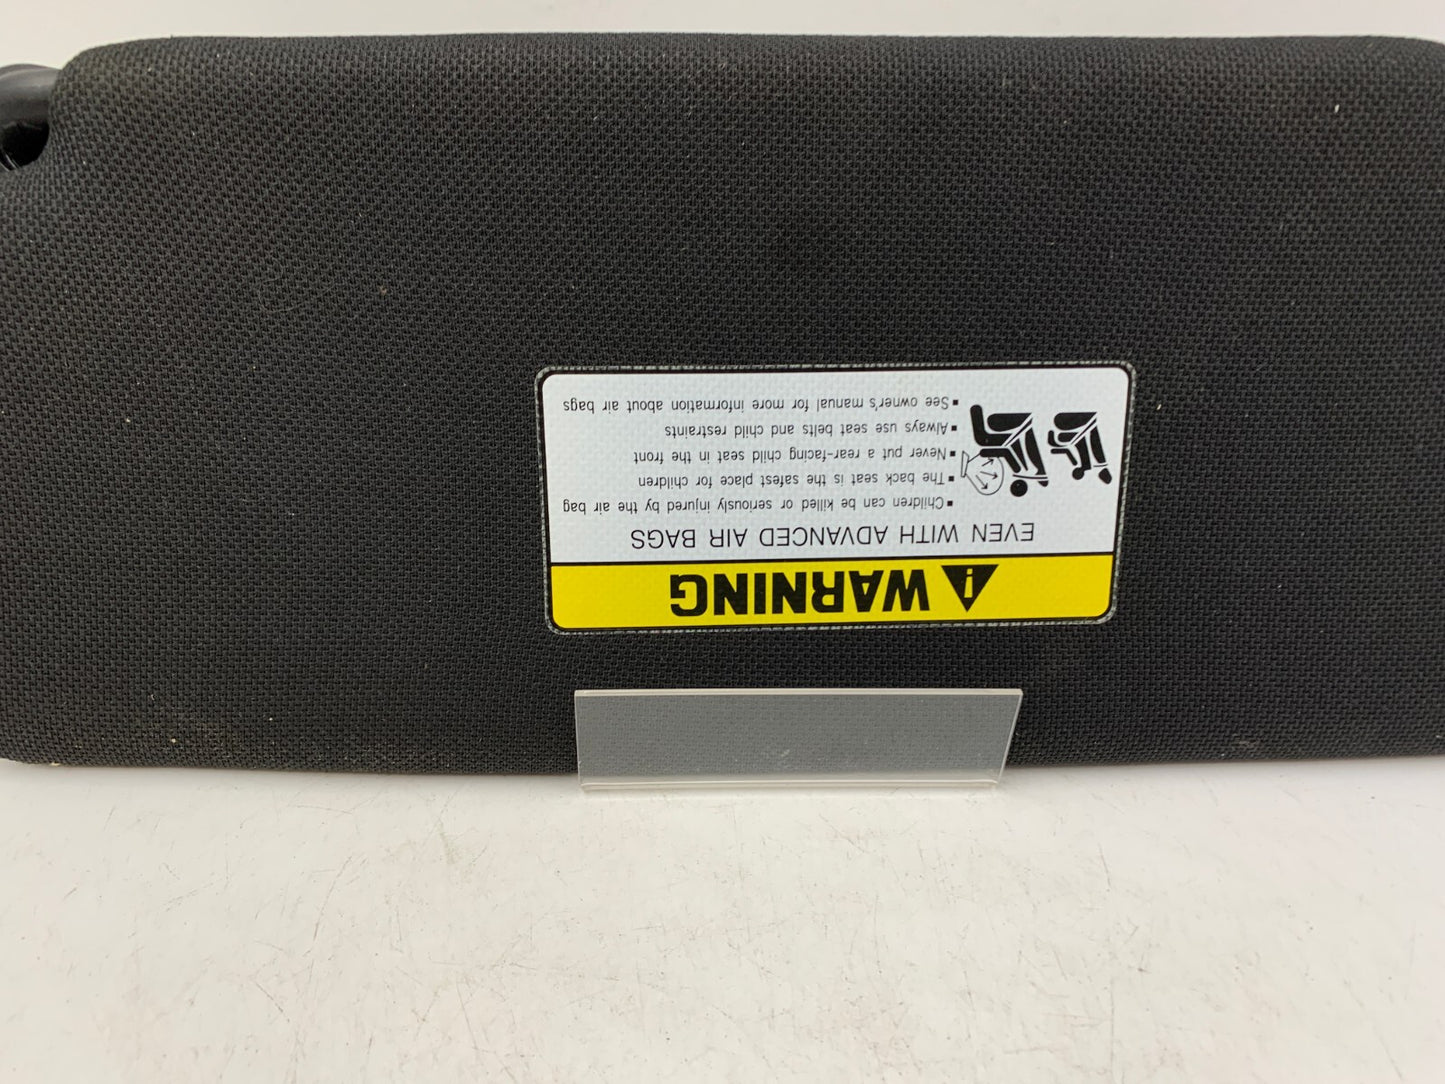 WARNING
EVEN WITH ADVANCED AIR BAGS
▪Children can be killed or seriously injured by the air bag
▪The back seat is the safest place for children
▪Never put a rear-facing child seat in the front
▪Always use seat belts and child restraints
▪See owner's manual for more information about air bags